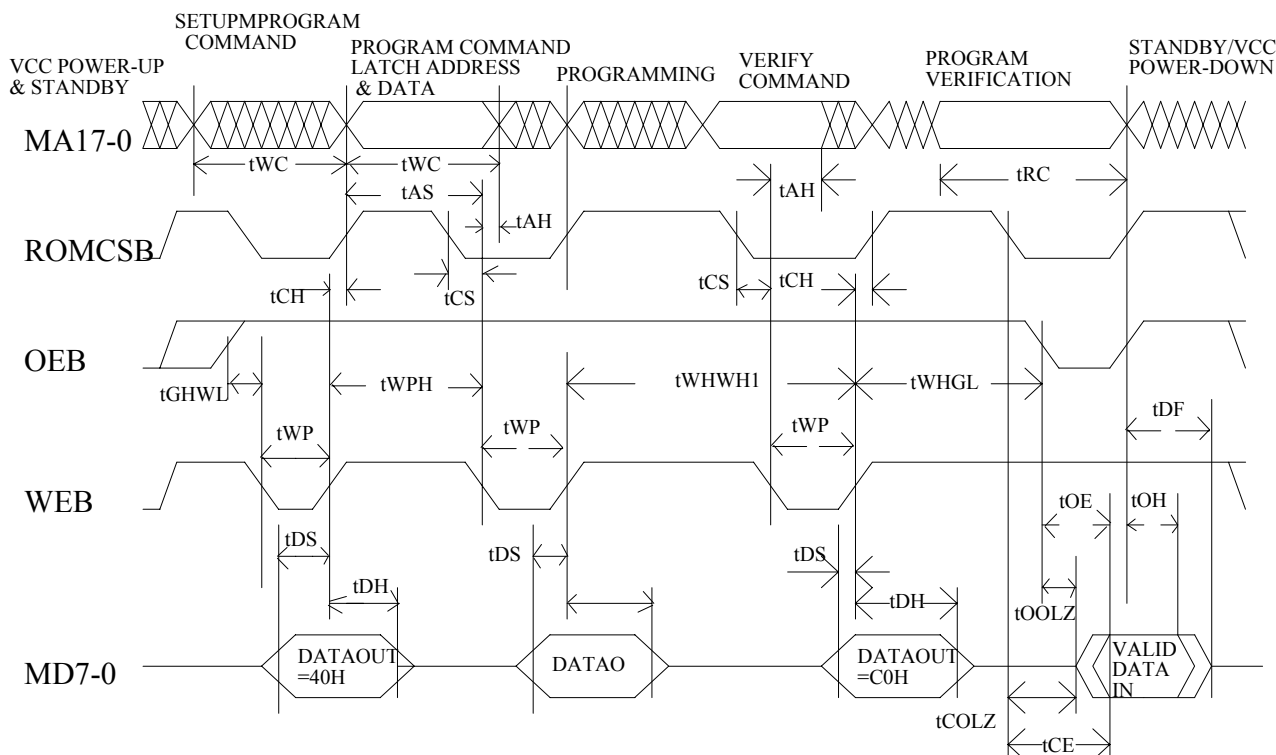 SETUPMPROGRAM
COMMAND
VCC POWER-UP
& STANDBY
PROGRAM COMMAND
LATCH ADDRESS
& DATA
PROGRAMMING
VERIFY
COMMAND
PROGRAM
VERIFICATION
STANDBY/VCC
POWER-DOWN
MA17-0
tWC
tWC
tAS
tAH
tAH
tRC
ROMCSB
tCH
tCS
tCS
tCH
OEB
tGHWL
tWPH
tWHWH1
tWHGL
tWP
tWP
tWP
tDF
WEB
tOE
tOH
tDS
tDS
tDS
tDH
tDH
tOOLZ
MD7-0
DATAOUT
=40H
DATAO
DATAOUT
=C0H
VALID
DATA
IN
tCOLZ
tCE